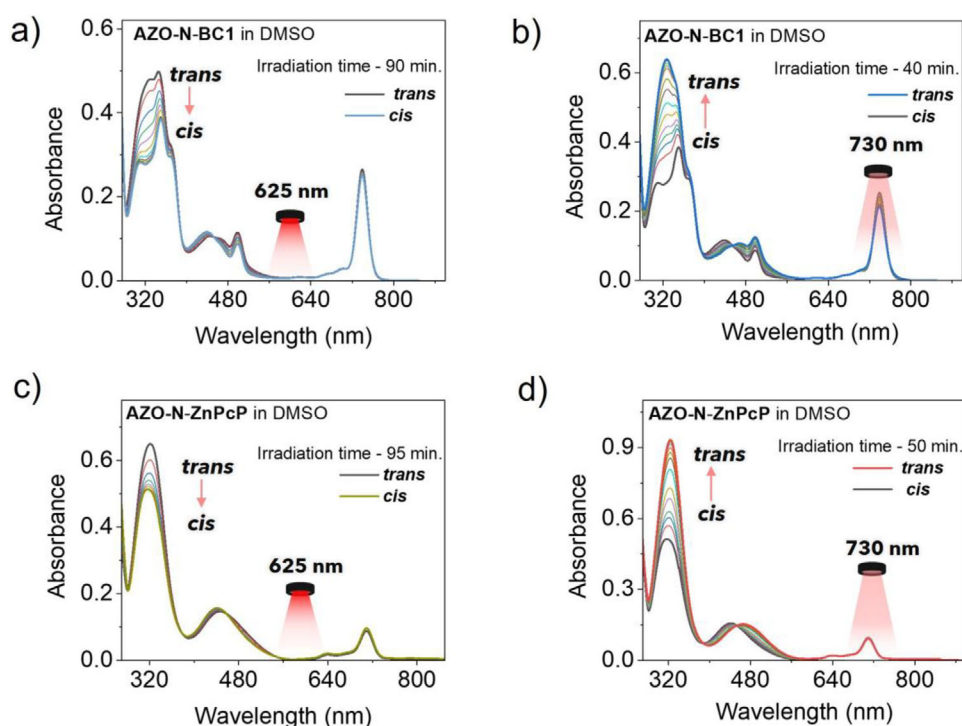 a)
AZO-N-BC1 in DMSO
Irradiation time - 90 min.
trans
cis
trans
cis
625 nm
Absorbance
0.6
0.4
0.2
0.0
320 480 640 800
Wavelength (nm)
b)
AZO-N-BC1 in DMSO
Irradiation time - 40 min.
trans
cis
trans
cis
730 nm
Absorbance
0.8
0.6
0.4
0.2
0.0
320 480 640 800
Wavelength (nm)
c)
AZO-N-ZnPcP in DMSO
Irradiation time - 95 min.
trans
cis
trans
cis
625 nm
Absorbance
0.6
0.4
0.2
0.0
320 480 640 800
Wavelength (nm)
d)
AZO-N-ZnPcP in DMSO
Irradiation time - 50 min.
trans
cis
trans
cis
730 nm
Absorbance
0.9
0.6
0.3
0.0
320 480 640 800
Wavelength (nm)